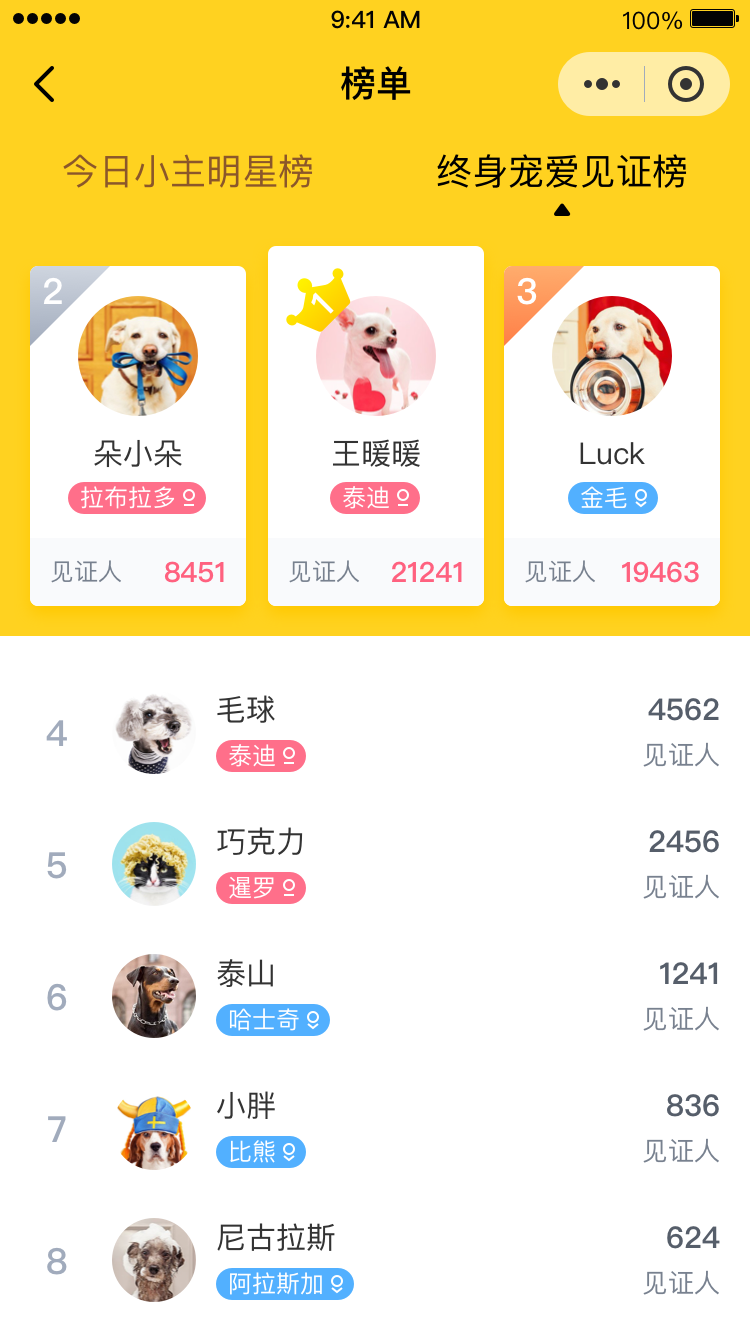 9:41 AM
100%
榜单
今日小主明星榜
终身宠爱见证榜
2
朵小朵
拉布拉多
见证人 8451
1
王暖暖
泰迪
见证人 21241
3
Luck
金毛
见证人 19463
4
毛球
泰迪
4562
见证人
5
巧克力
暹罗
2456
见证人
6
泰山
哈士奇
1241
见证人
7
小胖
比熊
836
见证人
8
尼古拉斯
阿拉斯加
624
见证人